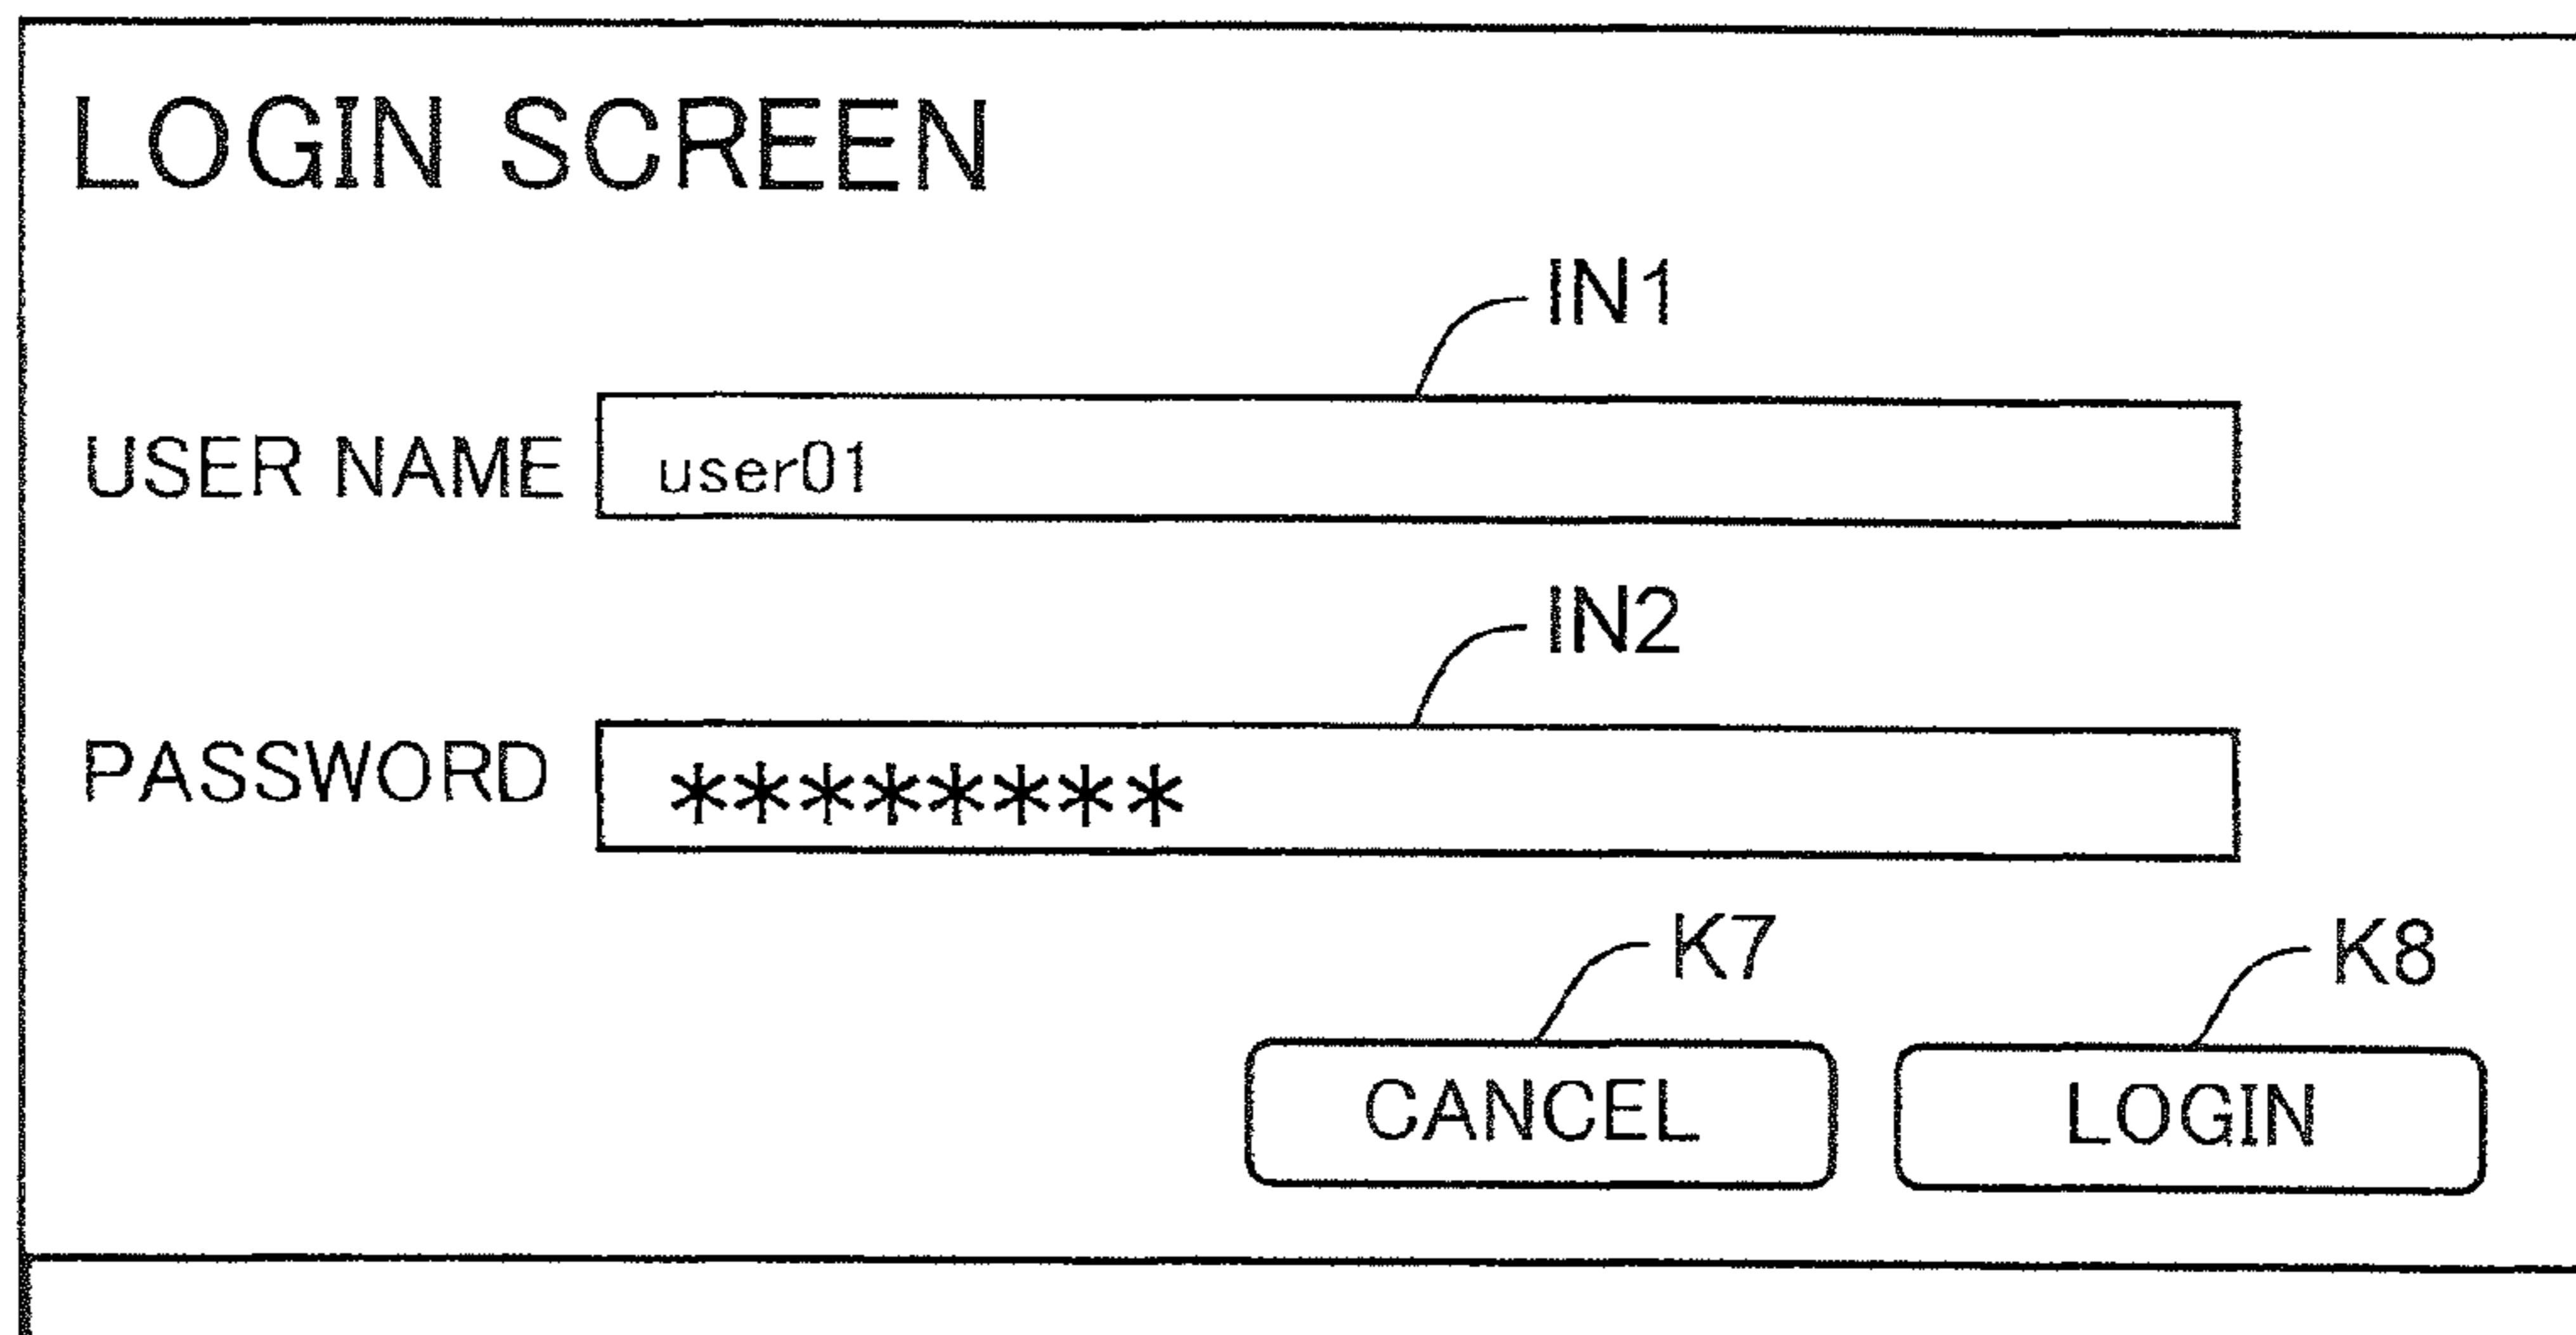 LOGIN SCREEN
IN1
USER NAME user01
IN2
PASSWORD ********
K7 K8
CANCEL LOGIN